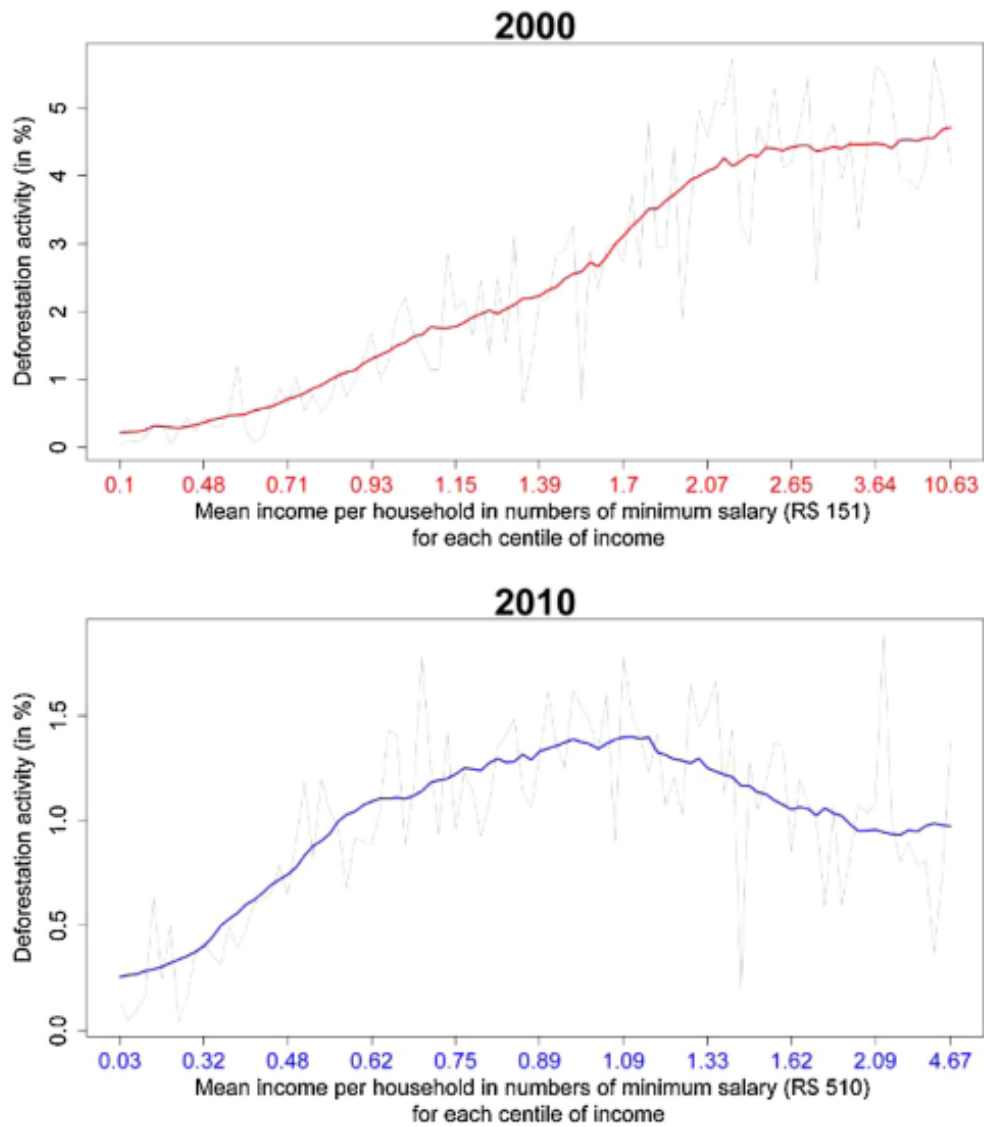 2000
Deforestation activity (in %)
5
4
3
2
1
0
0.1 0.48 0.71 0.93 1.15 1.39 1.7 2.07 2.65 3.64 10.63
Mean income per household in numbers of minimum salary (R$ 151)
for each centile of income
2010
Deforestation activity (in %)
1.5
1.0
0.5
0.0
0.03 0.32 0.48 0.62 0.75 0.89 1.09 1.33 1.62 2.09 4.67
Mean income per household in numbers of minimum salary (R$ 510)
for each centile of income